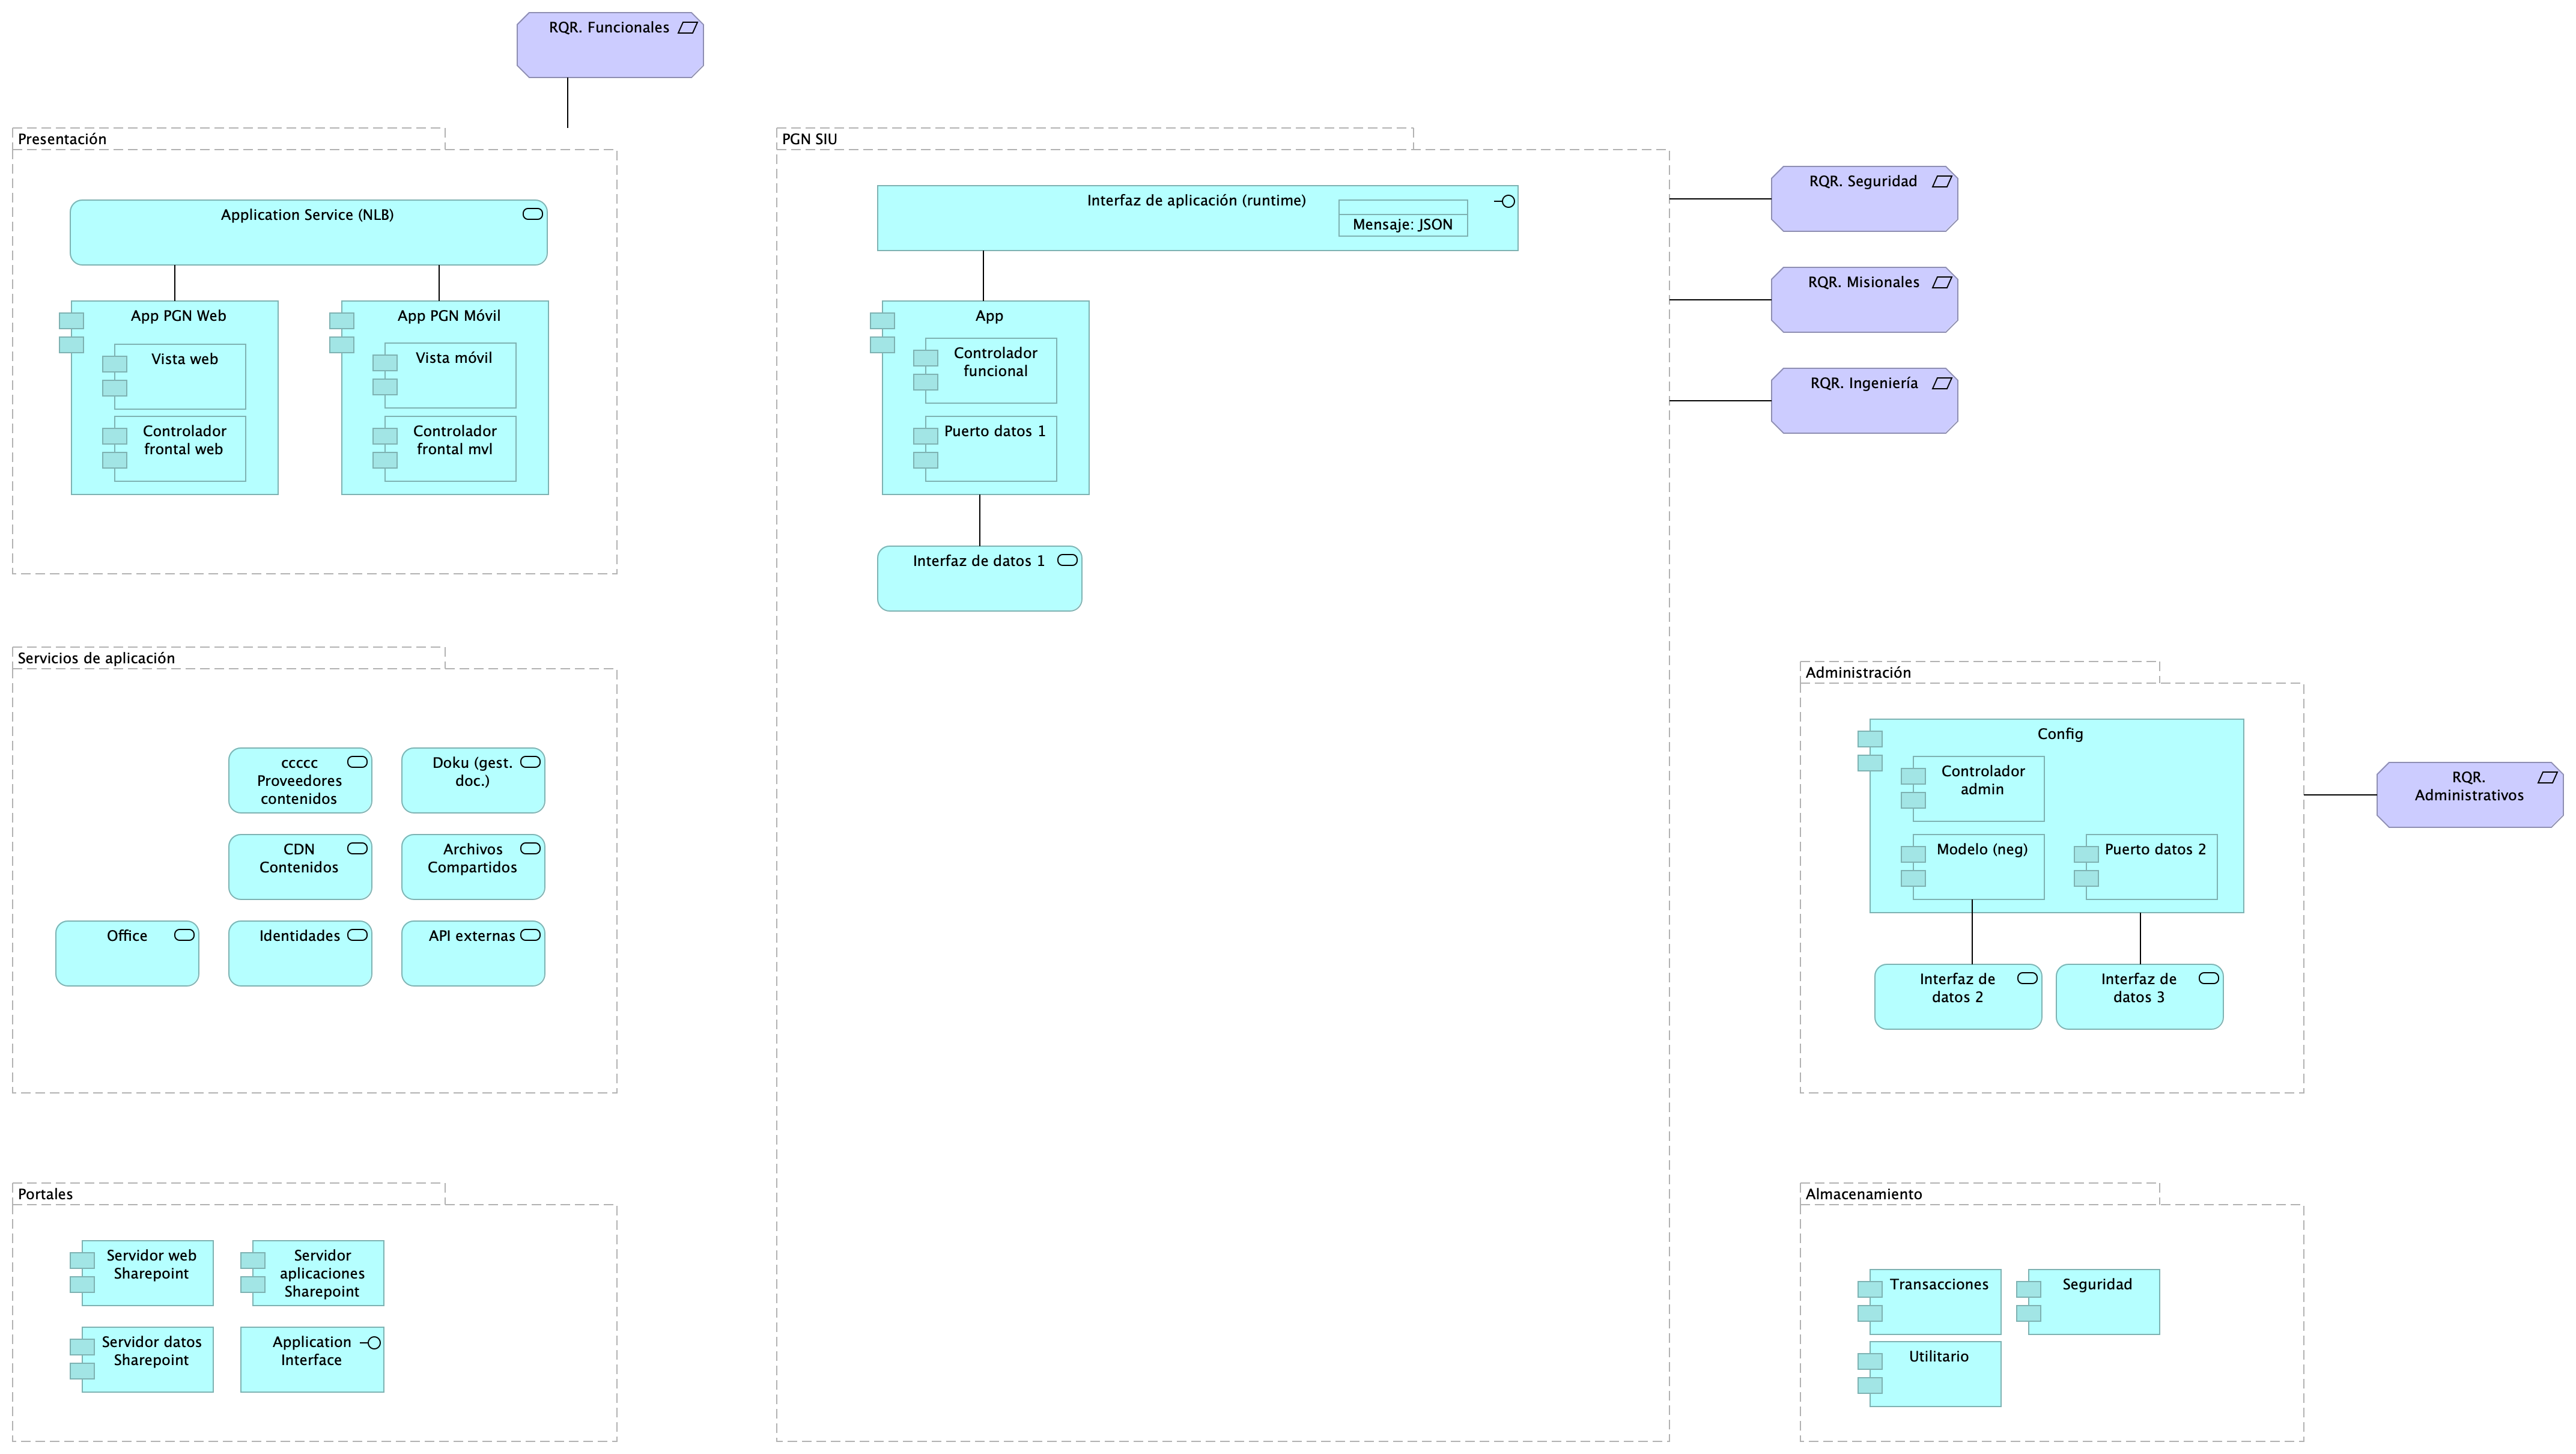 RQR. Funcionales
Presentación
Application Service (NLB)
App PGN Web
Vista web
Controlador
frontal web
App PGN Móvil
Vista móvil
Controlador
frontal mvl
PGN SIU
Interfaz de aplicación (runtime)
Mensaje: JSON
App
Controlador
funcional
Puerto datos 1
Interfaz de datos 1
RQR. Seguridad
RQR. Misionales
RQR. Ingeniería
Servicios de aplicación
ccccc
Proveedores
contenidos
Doku (gest.
doc.)
CDN
Contenidos
Archivos
Compartidos
Office
Identidades
API externas
Administración
Config
Controlador
admin
Modelo (neg)
Puerto datos 2
Interfaz de
datos 2
Interfaz de
datos 3
RQR.
Administrativos
Portales
Servidor web
Sharepoint
Servidor
aplicaciones
Sharepoint
Servidor datos
Sharepoint
Application
Interface
Almacenamiento
Transacciones
Seguridad
Utilitario